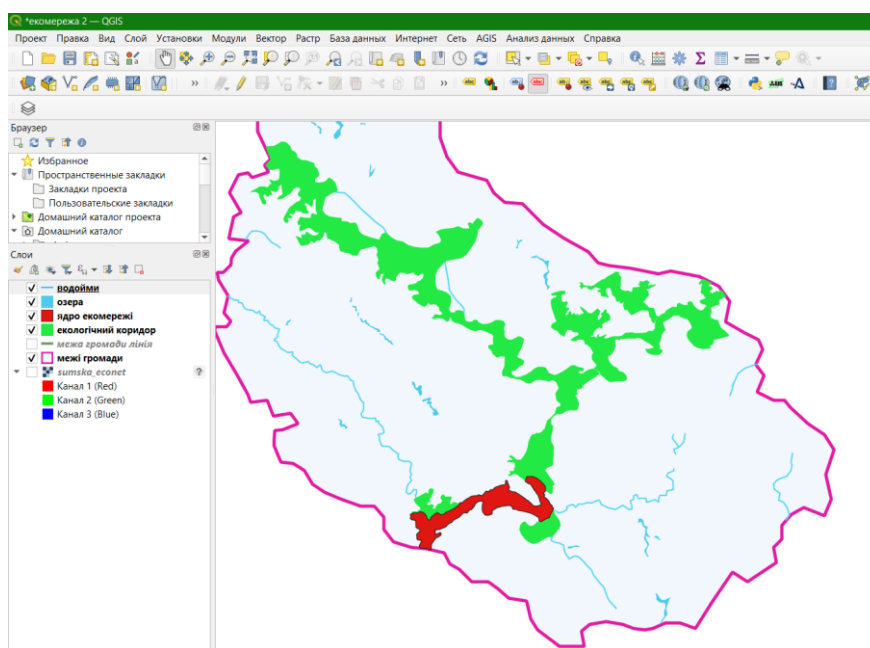 *екомережа 2 — QGIS
Проект Правка Вид Слой Установки Модули Вектор Растр База данных Интернет Сеть AGIS Анализ данных Справка
Браузер
Избранное
Пространственные закладки
Закладки проекта
Пользовательские закладки
Домашний каталог проекта
Домашний каталог
Слои
водойми
озера
ядро екомережі
екологічний коридор
межа громади лінія
межі громади
sumska_econet
Канал 1 (Red)
Канал 2 (Green)
Канал 3 (Blue)